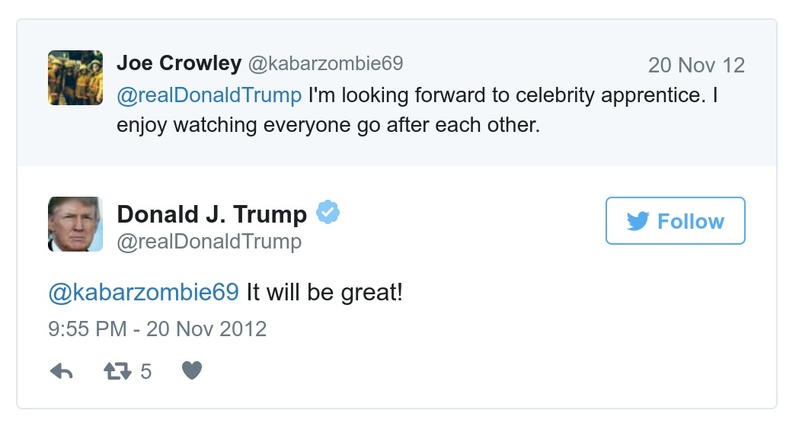 Joe Crowley @kabarzombie69 20 Nov 12
@realDonaldTrump I'm looking forward to celebrity apprentice. I
enjoy watching everyone go after each other.
Donald J. Trump
@realDonaldTrump
Follow
@kabarzombie69 It will be great!
9:55 PM - 20 Nov 2012
5